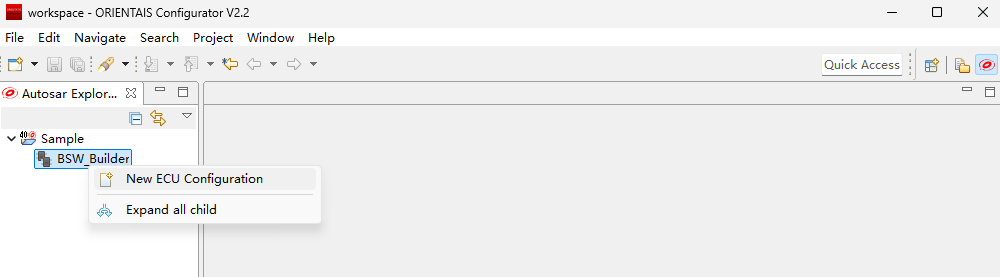 workspace - ORIENTAIS Configurator V2.2
File Edit Navigate Search Project Window Help
Quick Access
Autosar Explor...
Sample
BSW_Builder
New ECU Configuration
Expand all child